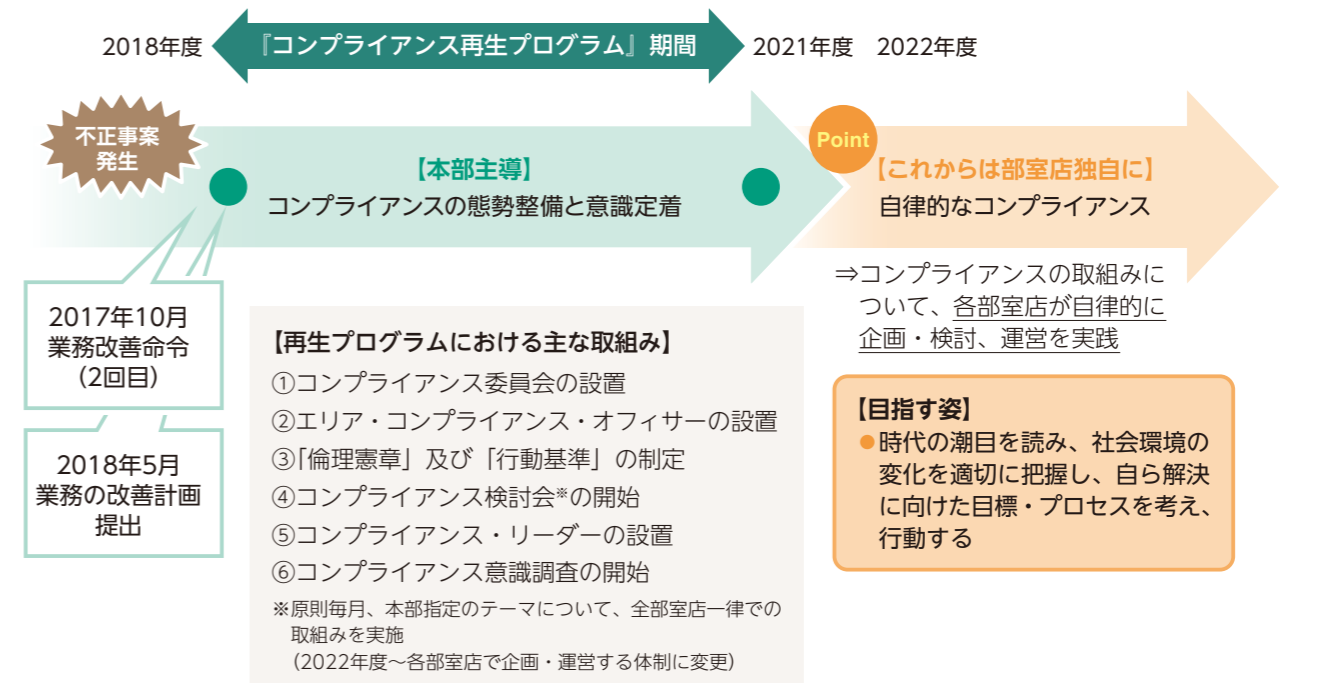 2018年度
『コンプライアンス再生プログラム』期間
2021年度　2022年度
不正事案
発生
【本部主導】
コンプライアンスの態勢整備と意識定着
Point
【これからは部室店独自に】
自律的なコンプライアンス
2017年10月
業務改善命令
（2回目）
2018年5月
業務の改善計画
提出
【再生プログラムにおける主な取組み】
①コンプライアンス委員会の設置
②エリア・コンプライアンス・オフィサーの設置
③「倫理憲章」及び「行動基準」の制定
④コンプライアンス検討会※の開始
⑤コンプライアンス・リーダーの設置
⑥コンプライアンス意識調査の開始
※原則毎月、本部指定のテーマについて、全部室店一律での
取組みを実施
（2022年度～各部室店で企画・運営する体制に変更）
⇒コンプライアンスの取組みに
ついて、各部室店が自律的に
企画・検討、運営を実践
【目指す姿】
●時代の潮目を読み、社会環境の
変化を適切に把握し、自ら解決
に向けた目標・プロセスを考え、
行動する